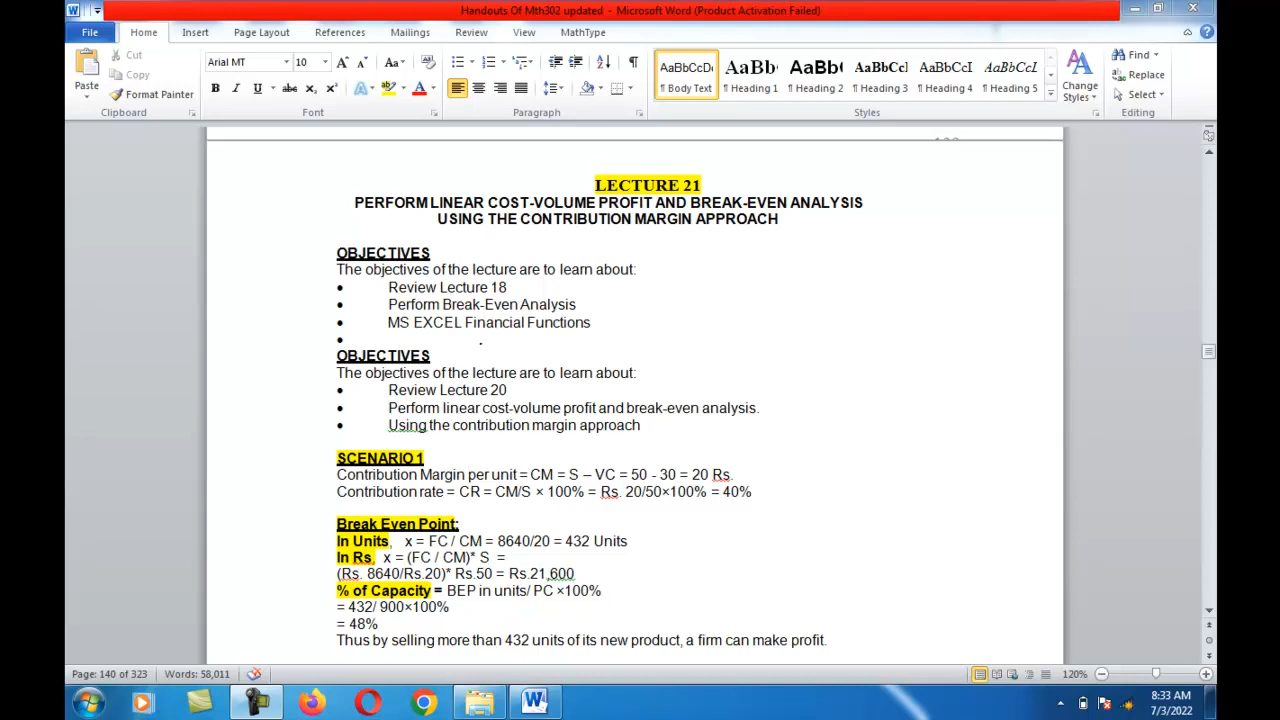 Handouts Of Mth302 updated - Microsoft Word (Product Activation Failed)
File Home Insert Page Layout References Mailings Review View MathType
Cut
Copy
Format Painter
Paste
Clipboard
Arial MT 10
Font
Paragraph
AaBbCcDc AaBb AaBb( AaBbCc AaBbCcI AaBbCcI
¶ Body Text ¶ Heading 1 ¶ Heading 2 ¶ Heading 3 ¶ Heading 4 ¶ Heading 5
Styles
Change Styles
Find
Replace
Select
Editing
LECTURE 21
PERFORM LINEAR COST-VOLUME PROFIT AND BREAK-EVEN ANALYSIS
USING THE CONTRIBUTION MARGIN APPROACH
OBJECTIVES
The objectives of the lecture are to learn about:
• Review Lecture 18
• Perform Break-Even Analysis
• MS EXCEL Financial Functions
• .
OBJECTIVES
The objectives of the lecture are to learn about:
• Review Lecture 20
• Perform linear cost-volume profit and break-even analysis.
• Using the contribution margin approach
SCENARIO 1
Contribution Margin per unit = CM = S – VC = 50 - 30 = 20 Rs.
Contribution rate = CR = CM/S × 100% = Rs. 20/50×100% = 40%
Break Even Point:
In Units, x = FC / CM = 8640/20 = 432 Units
In Rs, x = (FC / CM)* S =
(Rs. 8640/Rs.20)* Rs.50 = Rs.21,600
% of Capacity = BEP in units/ PC ×100%
= 432/ 900×100%
= 48%
Thus by selling more than 432 units of its new product, a firm can make profit.
Page: 140 of 323 Words: 58,011 120%
8:33 AM
7/3/2022